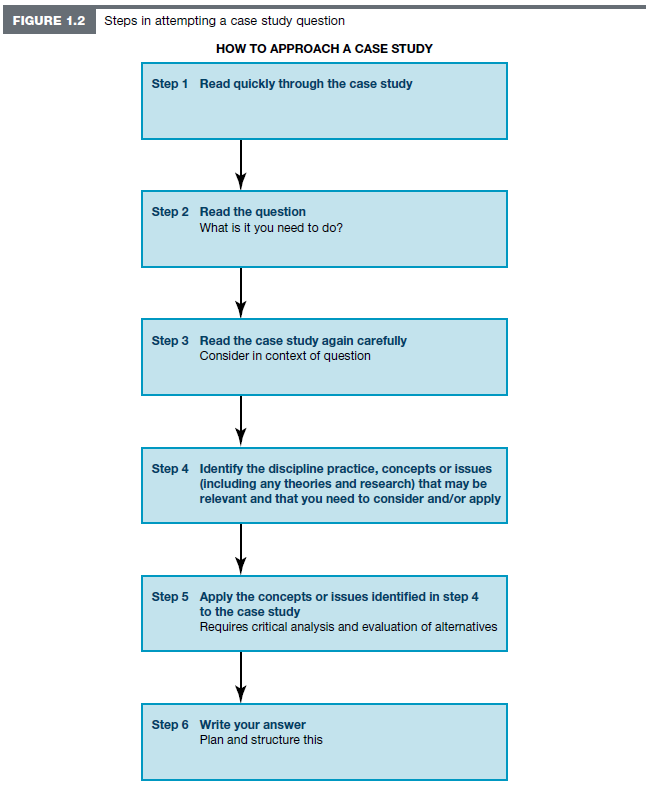 FIGURE 1.2 Steps in attempting a case study question
HOW TO APPROACH A CASE STUDY
Step 1 Read quickly through the case study
Step 2 Read the question
What is it you need to do?
Step 3 Read the case study again carefully
Consider in context of question
Step 4 Identify the discipline practice, concepts or issues
(including any theories and research) that may be
relevant and that you need to consider and/or apply
Step 5 Apply the concepts or issues identified in step 4
to the case study
Requires critical analysis and evaluation of alternatives
Step 6 Write your answer
Plan and structure this